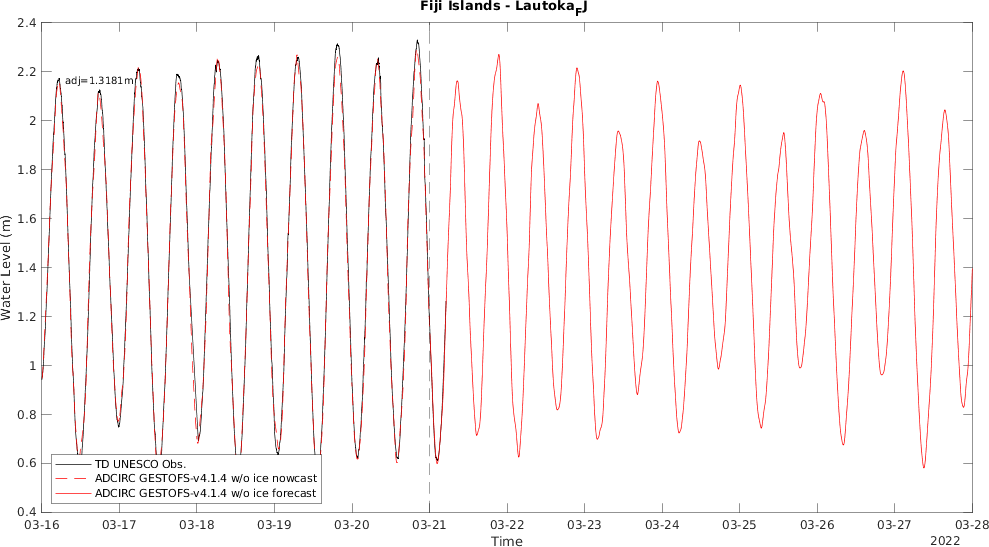 Fiji Islands - Lautoka_FJ
2.4
2.2
2
1.8
1.6
1.4
1.2
1
0.8
0.6
0.4
Water Level (m)
adj=1.3181m
TD UNESCO Obs.
ADCIRC GESTOFS-v4.1.4 w/o ice nowcast
ADCIRC GESTOFS-v4.1.4 w/o ice forecast
03-16 03-17 03-18 03-19 03-20 03-21 03-22 03-23 03-24 03-25 03-26 03-27 03-28
Time
2022